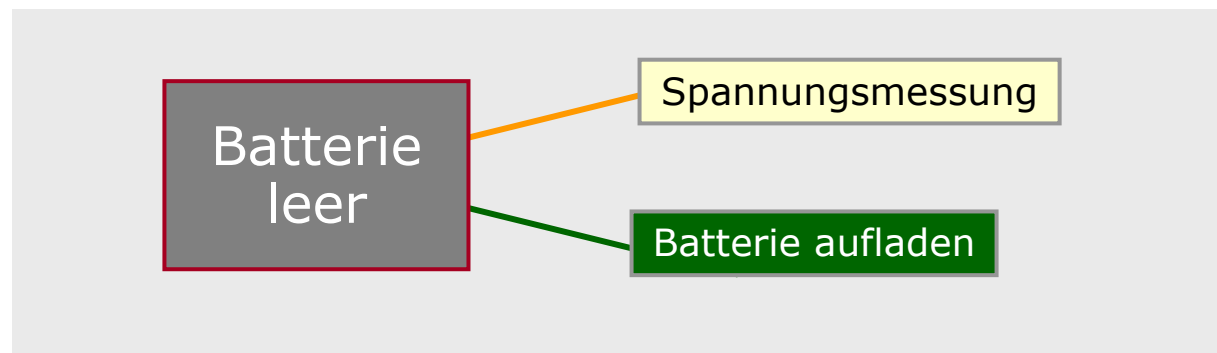 Batterie
leer
Spannungsmessung
Batterie aufladen